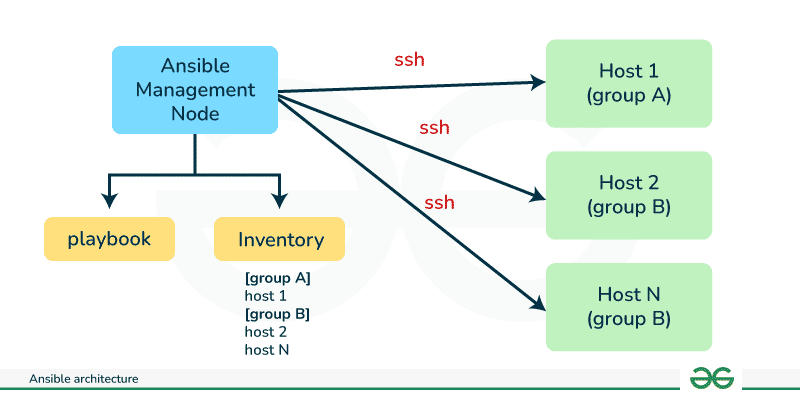 Ansible
Management
Node
ssh
ssh
ssh
Host 1
(group A)
Host 2
(group B)
Host N
(group B)
playbook
Inventory
[group A]
host 1
[group B]
host 2
host N
Ansible architecture